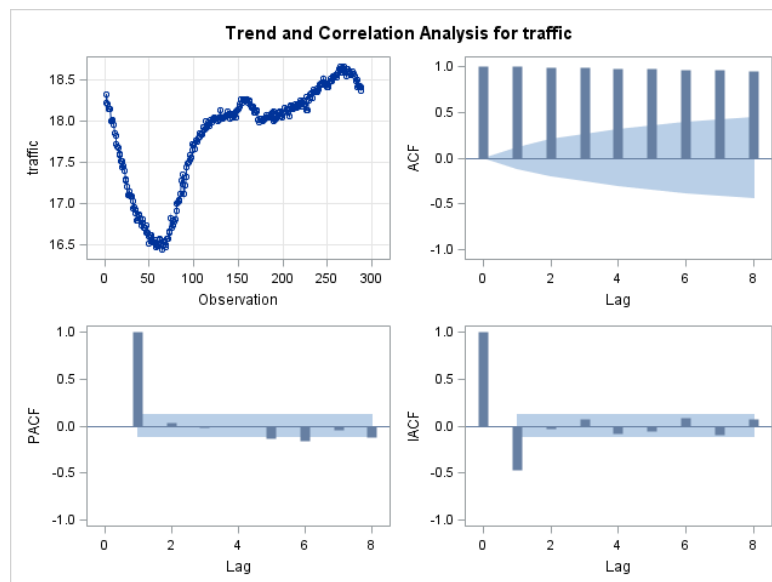 Trend and Correlation Analysis for traffic
18.5
18.0
17.5
17.0
16.5
traffic
0 50 100 150 200 250 300
Observation
1.0
0.5
0.0
-0.5
-1.0
ACF
0 2 4 6 8
Lag
1.0
0.5
0.0
-0.5
-1.0
PACF
0 2 4 6 8
Lag
1.0
0.5
0.0
-0.5
-1.0
IACF
0 2 4 6 8
Lag